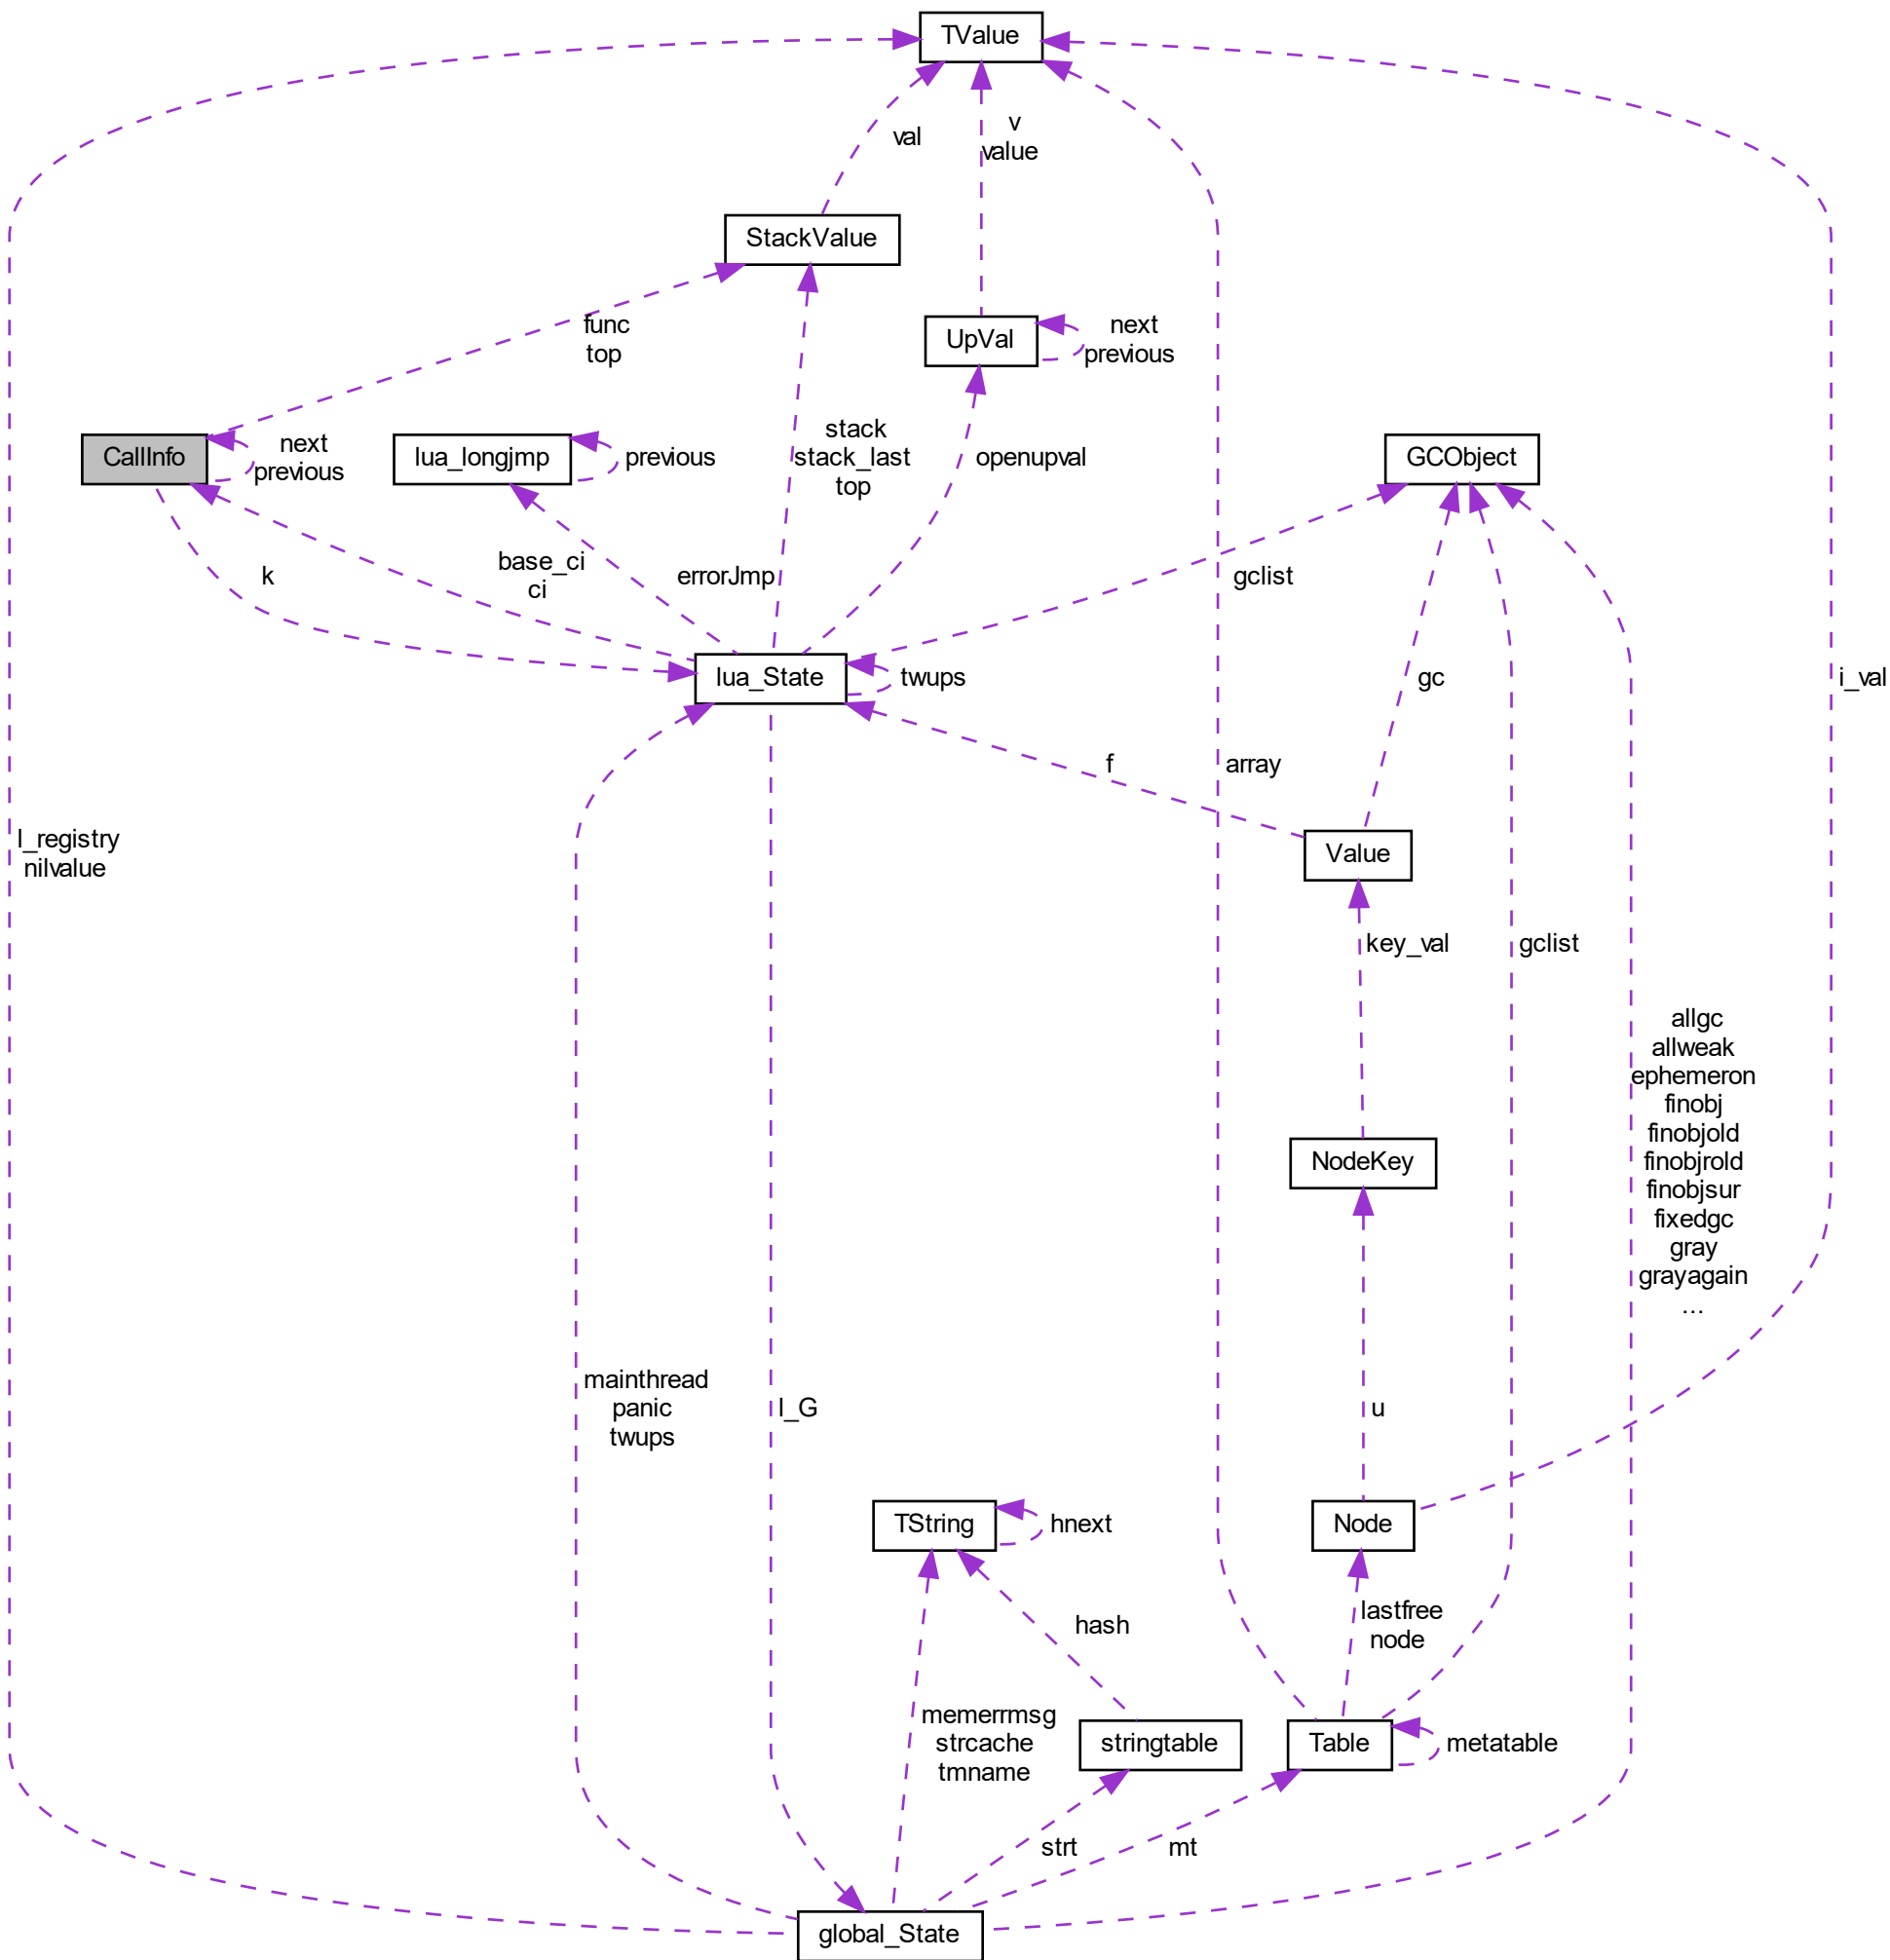 TValue
val
v
value
StackValue
func
top
UpVal
next
previous
CallInfo
next
previous
lua_longjmp
previous
stack
stack_last
top
openupval
GCObject
k
base_ci
ci
errorJmp
gclist
lua_State
twups
gc
i_val
f
array
l_registry
nilvalue
Value
key_val
gclist
allgc
allweak
ephemeron
finobj
finobjold
finobjrold
finobjsur
fixedgc
gray
grayagain
...
NodeKey
mainthread
panic
twups
l_G
u
TString
hnext
Node
hash
lastfree
node
memerrmsg
strcache
tmname
stringtable
Table
metatable
strt
mt
global_State